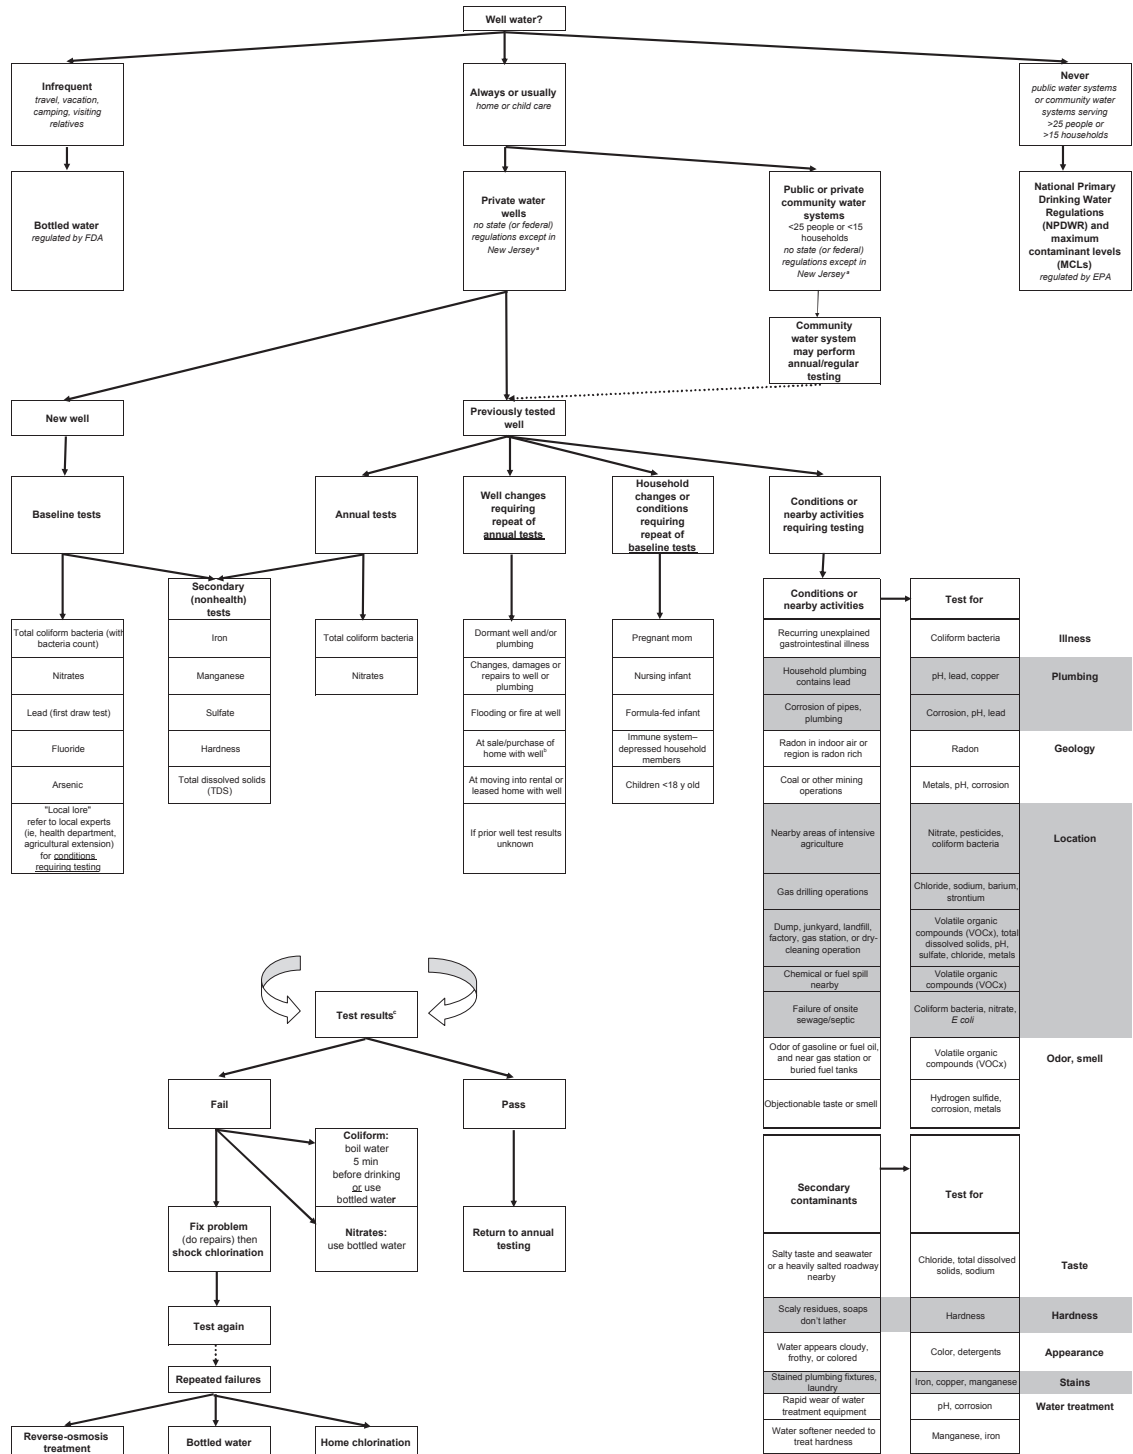 Well water?
Infrequent
travel, vacation,
camping, visiting
relatives
Always or usually
home or child care
Never
public water systems
or community water
systems serving
>25 people or
>15 households
Bottled water
regulated by FDA
Private water
wells
no state (or federal)
regulations except in
New Jerseyᵃ
Public or private
community water
systems
<25 people or <15
households
no state (or federal)
regulations except in
New Jerseyᵃ
National Primary
Drinking Water
Regulations
(NPDWR) and
maximum
contaminant levels
(MCLs)
regulated by EPA
Community
water system
may perform
annual/regular
testing
New well
Previously tested
well
Baseline tests
Annual tests
Well changes
requiring
repeat of
annual tests
Household
changes or
conditions
requiring
repeat of
baseline tests
Conditions or
nearby activities
requiring testing
Total coliform bacteria (with
bacteria count)
Nitrates
Lead (first draw test)
Fluoride
Arsenic
"Local lore"
refer to local experts
(ie, health department,
agricultural extension)
for conditions
requiring testing
Secondary
(nonhealth)
tests
Iron
Manganese
Sulfate
Hardness
Total dissolved solids
(TDS)
Total coliform bacteria
Nitrates
Dormant well and/or
plumbing
Changes, damages or
repairs to well or
plumbing
Flooding or fire at well
At sale/purchase of
home with wellᵇ
At moving into rental or
leased home with well
If prior well test results
unknown
Pregnant mom
Nursing infant
Formula-fed infant
Immune system–
depressed household
members
Children <18 y old
Conditions or
nearby activities
Test for
Recurring unexplained
gastrointestinal illness
Coliform bacteria
Illness
Household plumbing
contains lead
pH, lead, copper
Plumbing
Corrosion of pipes,
plumbing
Corrosion, pH, lead
Radon in indoor air or
region is radon rich
Radon
Geology
Coal or other mining
operations
Metals, pH, corrosion
Nearby areas of intensive
agriculture
Nitrate, pesticides,
coliform bacteria
Location
Gas drilling operations
Chloride, sodium, barium,
strontium
Dump, junkyard, landfill,
factory, gas station, or dry-
cleaning operation
Volatile organic
compounds (VOCx), total
dissolved solids, pH,
sulfate, chloride, metals
Chemical or fuel spill
nearby
Volatile organic
compounds (VOCx)
Failure of onsite
sewage/septic
Coliform bacteria, nitrate,
E coli
Odor of gasoline or fuel oil,
and near gas station or
buried fuel tanks
Volatile organic
compounds (VOCx)
Odor, smell
Objectionable taste or smell
Hydrogen sulfide,
corrosion, metals
Secondary
contaminants
Test for
Salty taste and seawater
or a heavily salted roadway
nearby
Chloride, total dissolved
solids, sodium
Taste
Scaly residues, soaps
don't lather
Hardness
Hardness
Water appears cloudy,
frothy, or colored
Color, detergents
Appearance
Stained plumbing fixtures,
laundry
Iron, copper, manganese
Stains
Rapid wear of water
treatment equipment
pH, corrosion
Water treatment
Water softener needed to
treat hardness
Manganese, iron
Test resultsᶜ
Fail
Pass
Coliform:
boil water
5 min
before drinking
or use
bottled water
Nitrates:
use bottled water
Fix problem
(do repairs) then
shock chlorination
Return to annual
testing
Test again
Repeated failures
Reverse-osmosis
treatment
Bottled water
Home chlorination